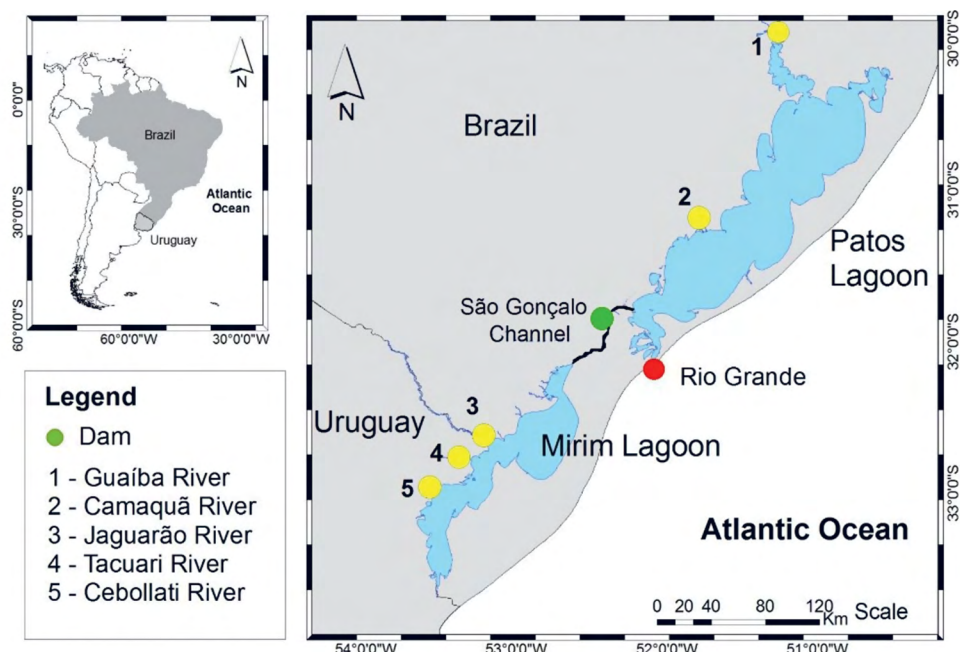 N
0°0'0"
Brazil
Atlantic
Ocean
30°0'0"S
Uruguay
60°0'0"S
60°0'0"W
30°0'0"W
Legend
Dam
1 - Guaíba River
2 - Camaquã River
3 - Jaguarão River
4 - Tacuari River
5 - Cebollati River
N
Brazil
1
2
Patos
Lagoon
São Gonçalo
Channel
Rio Grande
3
Uruguay
4
Mirim Lagoon
5
Atlantic Ocean
0 20 40 80 120
Km Scale
30°0'0"S
31°0'0"S
32°0'0"S
33°0'0"S
54°0'0"W
53°0'0"W
52°0'0"W
51°0'0"W